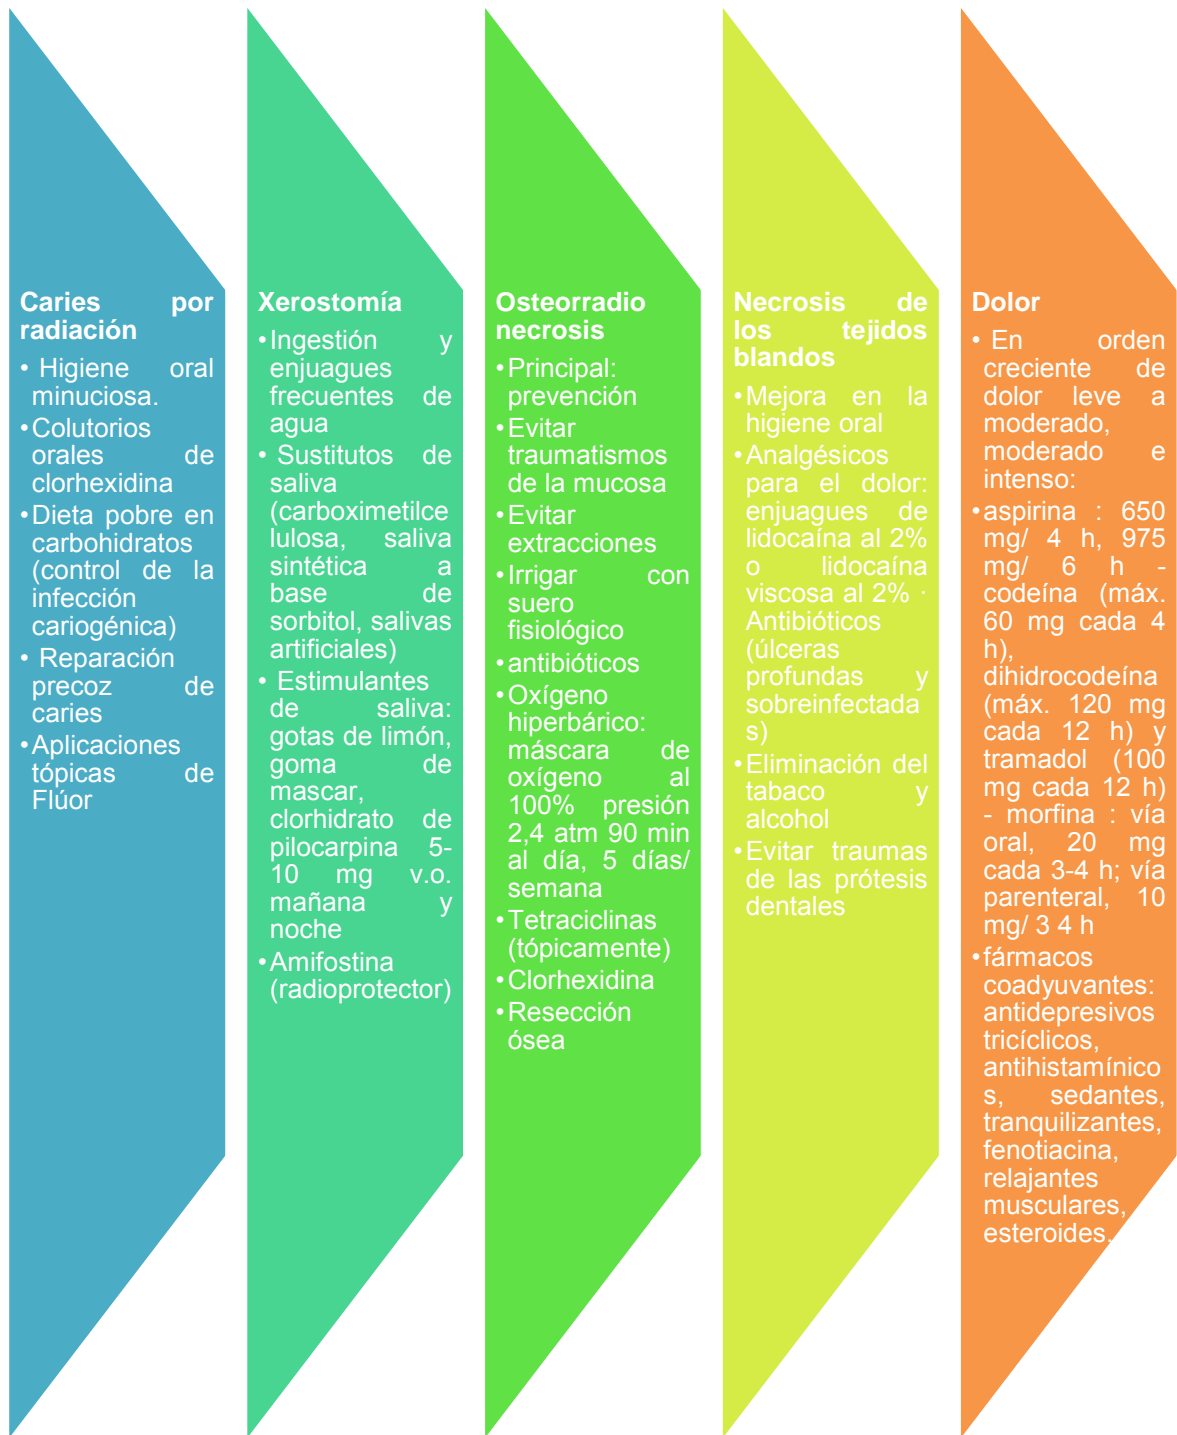 Caries por
radiación
• Higiene oral
minuciosa.
•Colutorios
orales de
clorhexidina
•Dieta pobre en
carbohidratos
(control de la
infección
cariogénica)
• Reparación
precoz de
caries
•Aplicaciones
tópicas de
Flúor
Xerostomía
•Ingestión y
enjuagues
frecuentes de
agua
• Sustitutos de
saliva
(carboximetilce
lulosa, saliva
sintética a
base de
sorbitol, salivas
artificiales)
• Estimulantes
de saliva:
gotas de limón,
goma de
mascar,
clorhidrato de
pilocarpina 5-
10 mg v.o.
mañana y
noche
•Amifostina
(radioprotector)
Osteorradio
necrosis
•Principal:
prevención
•Evitar
traumatismos
de la mucosa
•Evitar
extracciones
•Irrigar con
suero
fisiológico
•antibióticos
•Oxígeno
hiperbárico:
máscara de
oxígeno al
100% presión
2,4 atm 90 min
al día, 5 días/
semana
•Tetraciclinas
(tópicamente)
•Clorhexidina
•Resección
ósea
Necrosis de
los tejidos
blandos
•Mejora en la
higiene oral
•Analgésicos
para el dolor:
enjuagues de
lidocaína al 2%
o lidocaína
viscosa al 2% ·
Antibióticos
(úlceras
profundas y
sobreinfectada
s)
•Eliminación del
tabaco y
alcohol
•Evitar traumas
de las prótesis
dentales
Dolor
• En orden
creciente de
dolor leve a
moderado,
moderado e
intenso:
•aspirina : 650
mg/ 4 h, 975
mg/ 6 h -
codeína (máx.
60 mg cada 4
h),
dihidrocodeína
(máx. 120 mg
cada 12 h) y
tramadol (100
mg cada 12 h)
- morfina : vía
oral, 20 mg
cada 3-4 h; vía
parenteral, 10
mg/ 3 4 h
•fármacos
coadyuvantes:
antidepresivos
tricíclicos,
antihistamínico
s, sedantes,
tranquilizantes,
fenotiacina,
relajantes
musculares,
esteroides.